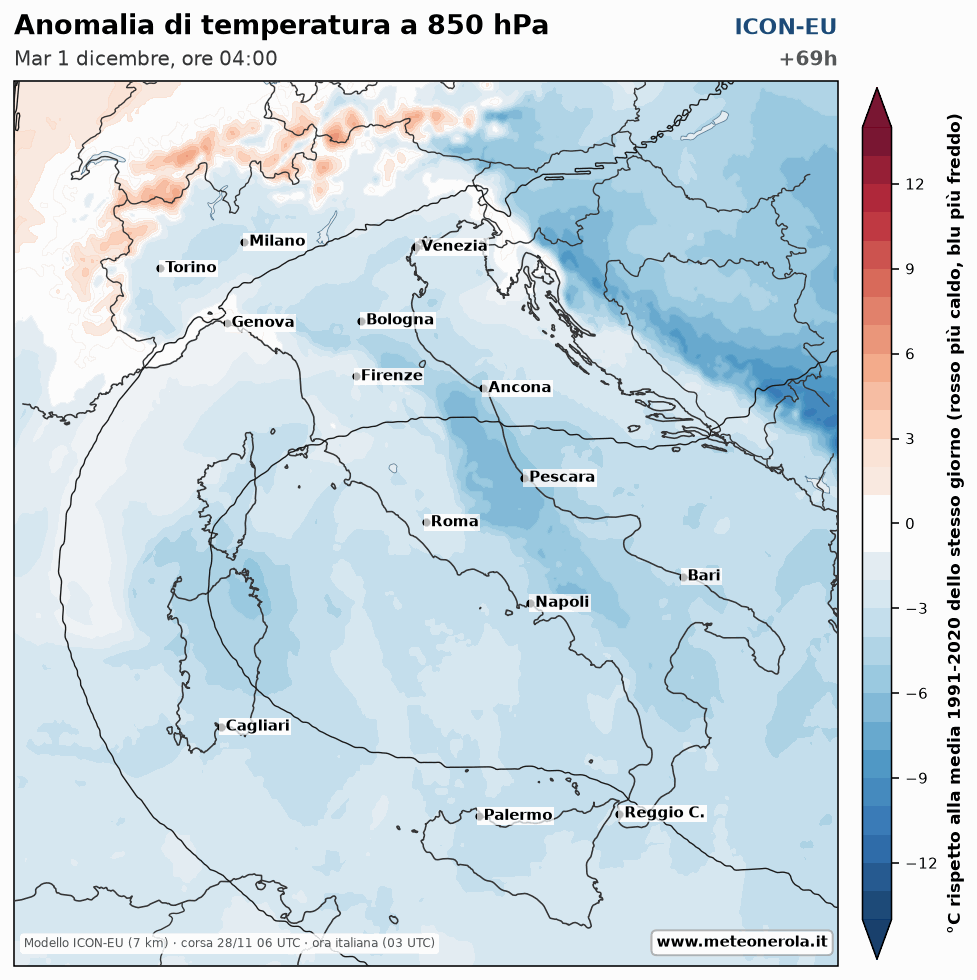 Anomalia di temperatura a 850 hPa
ICON-EU
Mar 1 dicembre, ore 04:00
+69h
Milano
Venezia
Torino
Genova
Bologna
Firenze
Ancona
Pescara
Roma
Bari
Napoli
Cagliari
Palermo
Reggio C.
12
9
6
3
0
−3
−6
−9
−12
°C rispetto alla media 1991-2020 dello stesso giorno (rosso più caldo, blu più freddo)
Modello ICON-EU (7 km) · corsa 28/11 06 UTC · ora italiana (03 UTC)
www.meteonerola.it